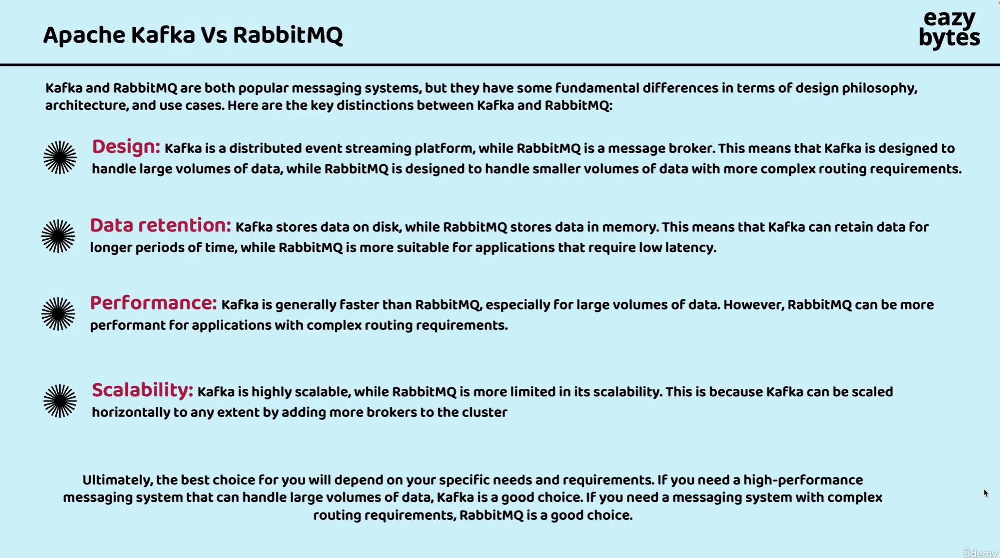 Apache Kafka Vs RabbitMQ
eazy
bytes
Kafka and RabbitMQ are both popular messaging systems, but they have some fundamental differences in terms of design philosophy,
architecture, and use cases. Here are the key distinctions between Kafka and RabbitMQ:
Design: Kafka is a distributed event streaming platform, while RabbitMQ is a message broker. This means that Kafka is designed to
handle large volumes of data, while RabbitMQ is designed to handle smaller volumes of data with more complex routing requirements.
Data retention: Kafka stores data on disk, while RabbitMQ stores data in memory. This means that Kafka can retain data for
longer periods of time, while RabbitMQ is more suitable for applications that require low latency.
Performance: Kafka is generally faster than RabbitMQ, especially for large volumes of data. However, RabbitMQ can be more
performant for applications with complex routing requirements.
Scalability: Kafka is highly scalable, while RabbitMQ is more limited in its scalability. This is because Kafka can be scaled
horizontally to any extent by adding more brokers to the cluster
Ultimately, the best choice for you will depend on your specific needs and requirements. If you need a high-performance
messaging system that can handle large volumes of data, Kafka is a good choice. If you need a messaging system with complex
routing requirements, RabbitMQ is a good choice.
ûdemy